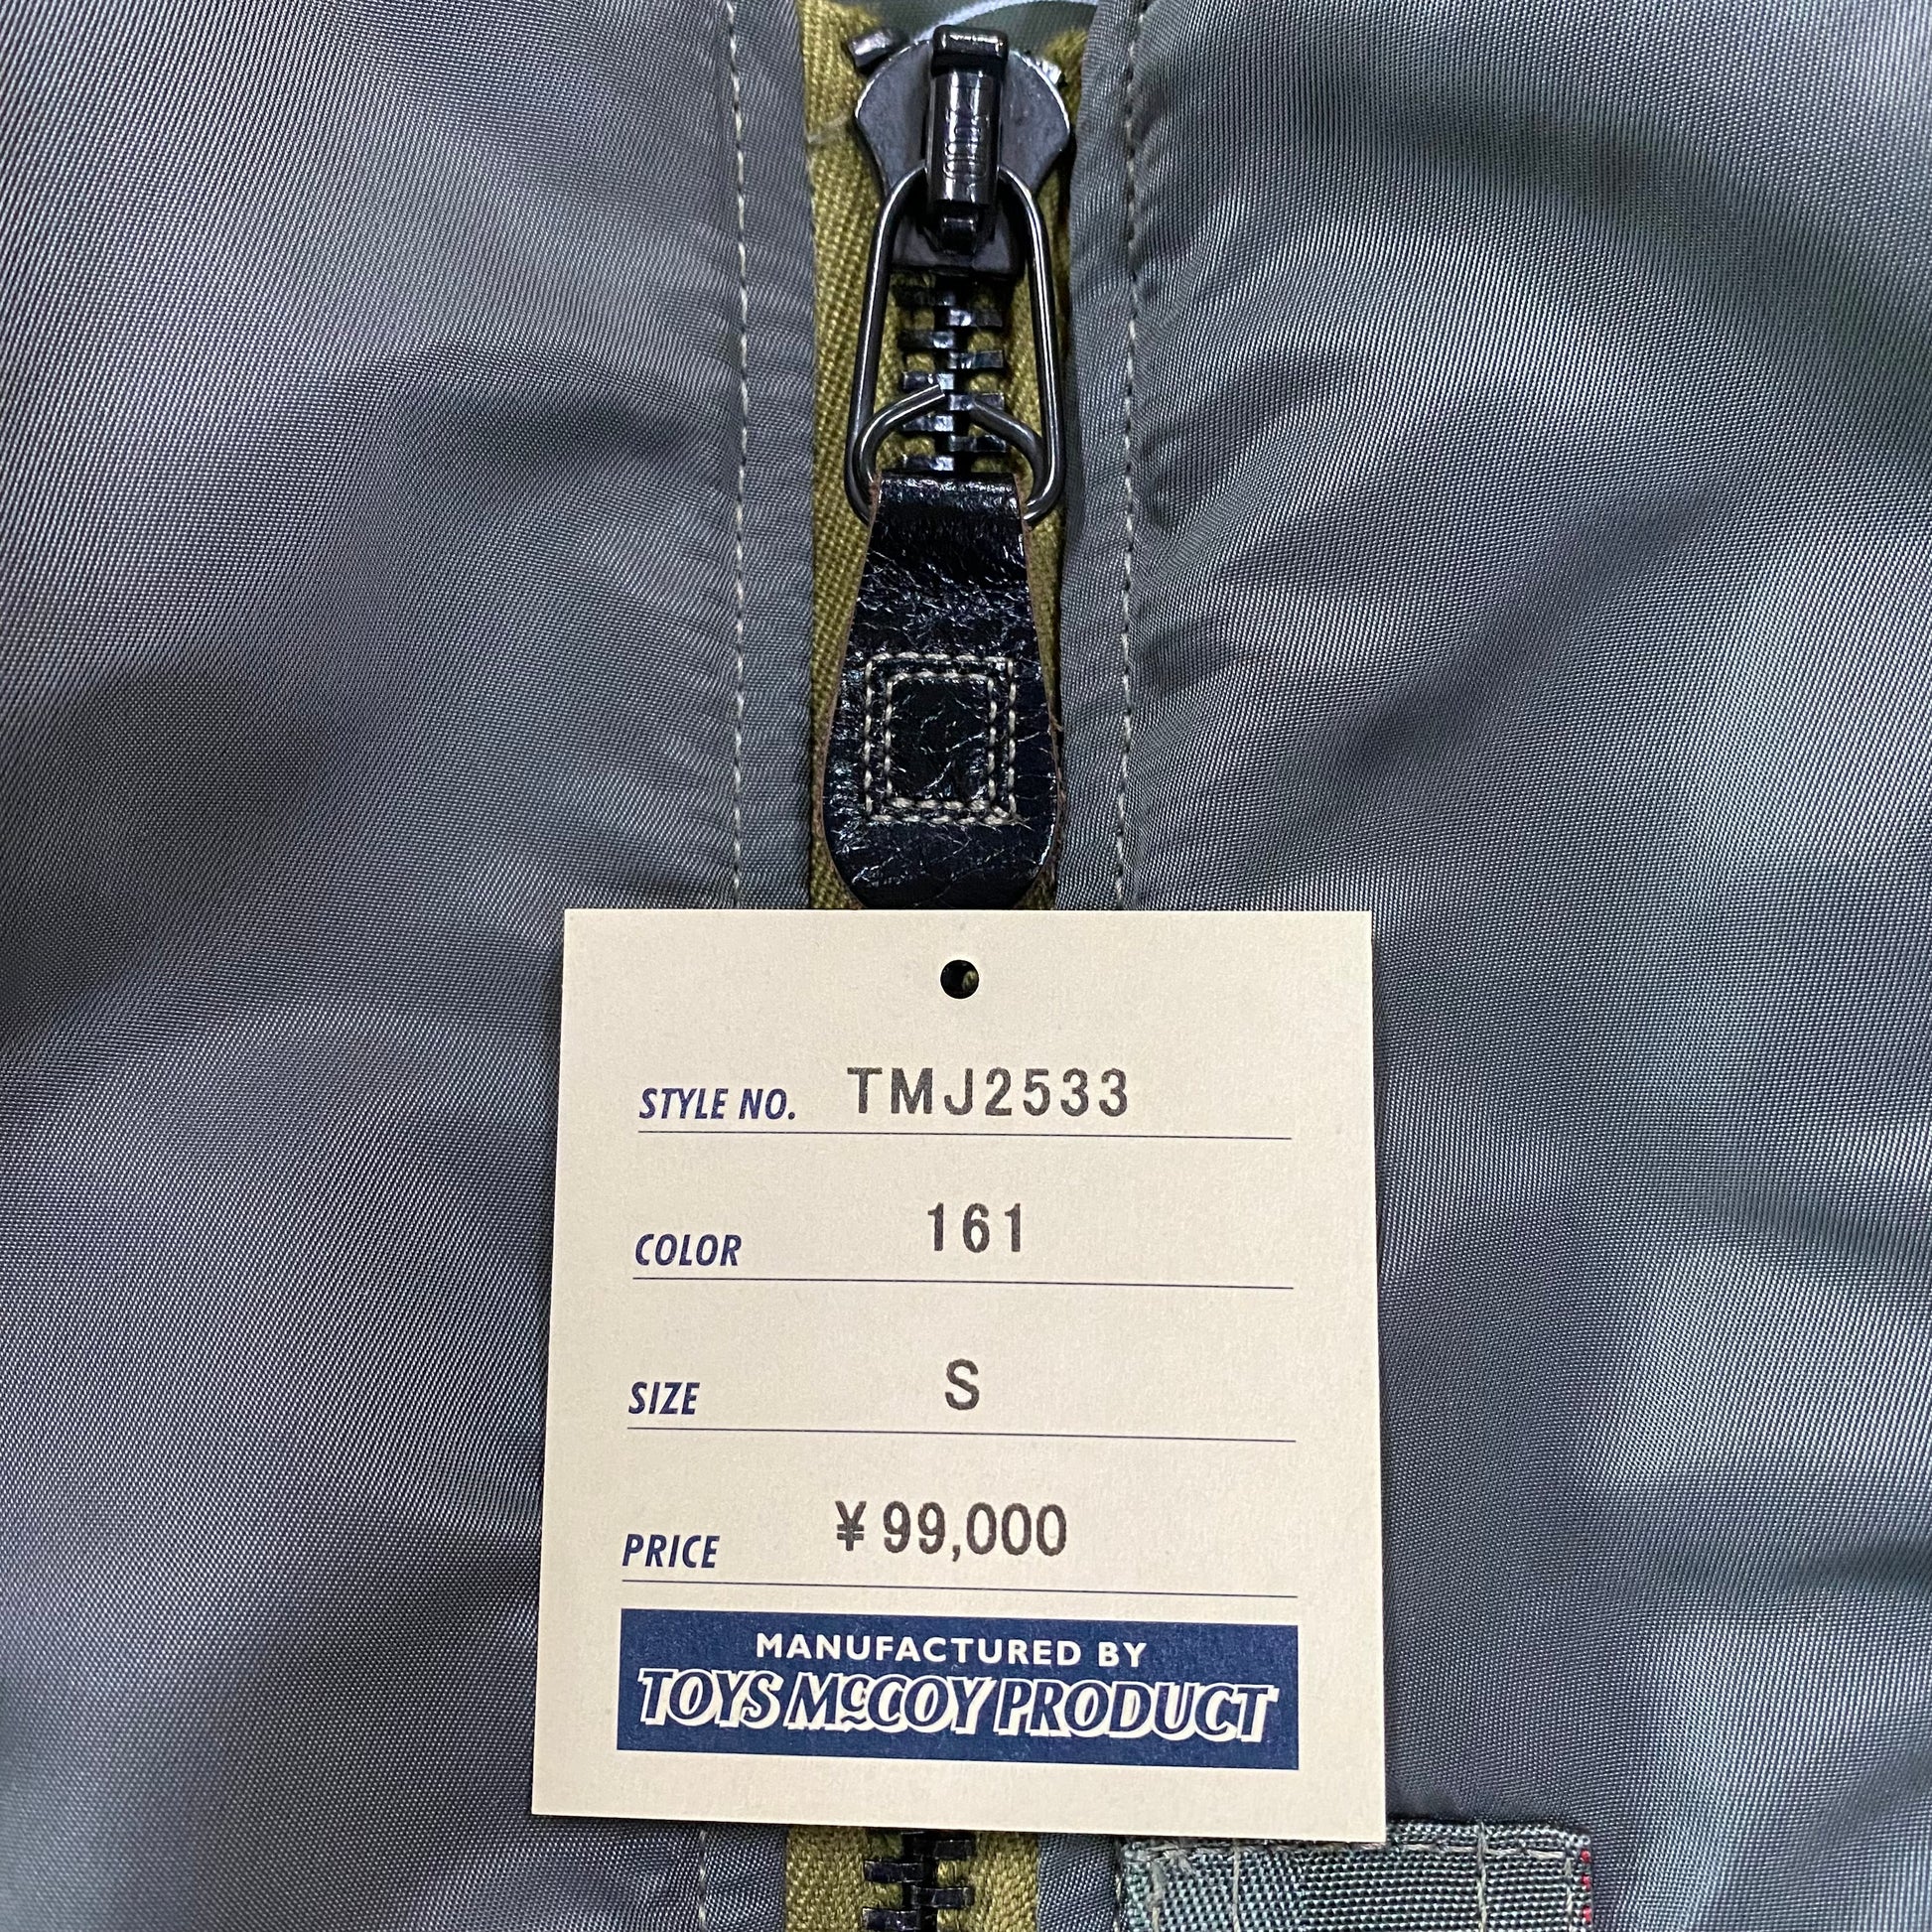 STYLE NO. TMJ2533
COLOR 161
SIZE S
PRICE ¥99,000
MANUFACTURED BY
TOYS McCOY PRODUCT